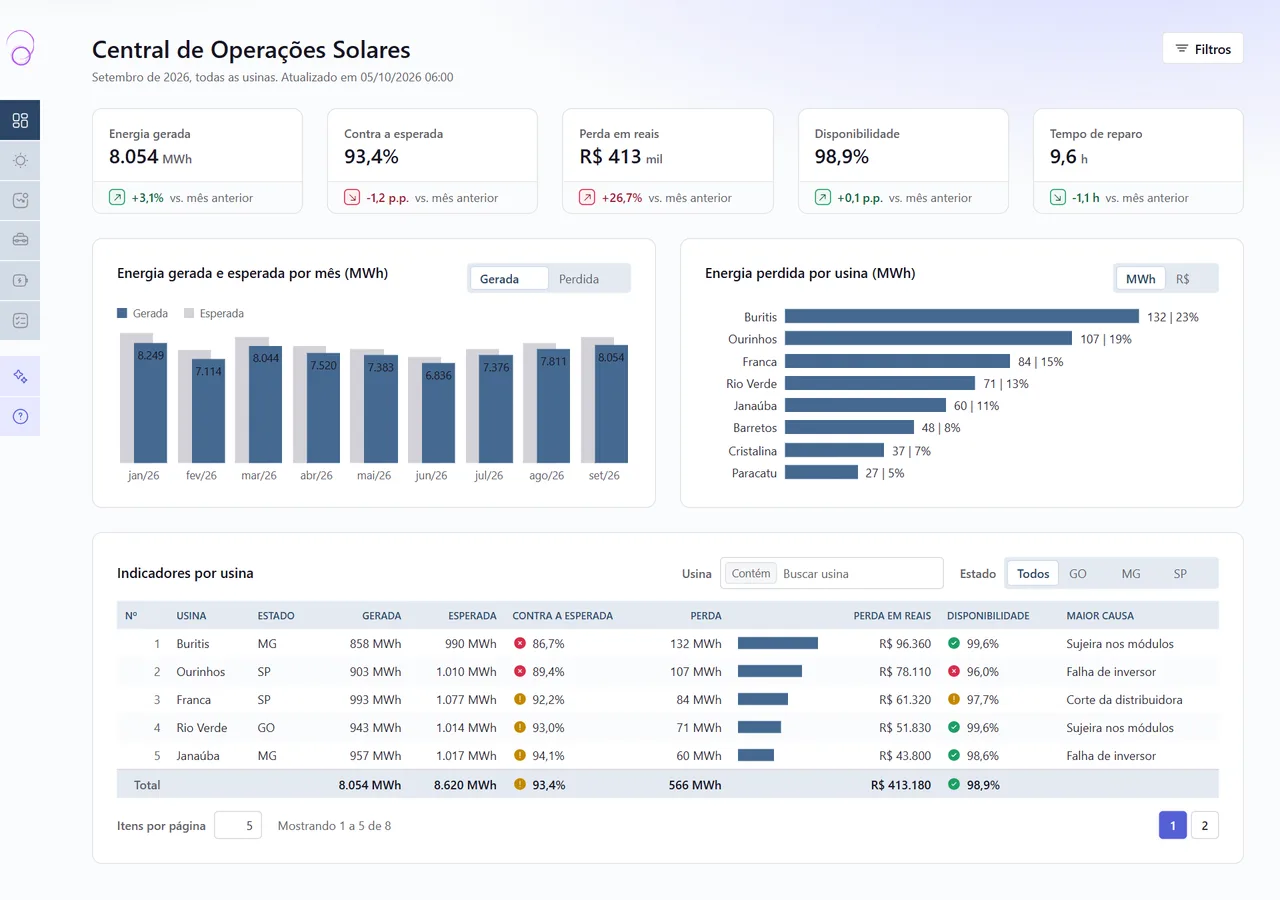 Central de Operações Solares
Setembro de 2026, todas as usinas. Atualizado em 05/10/2026 06:00
Filtros
Energia gerada
8.054 MWh
+3,1% vs. mês anterior
Contra a esperada
93,4%
-1,2 p.p. vs. mês anterior
Perda em reais
R$ 413 mil
+26,7% vs. mês anterior
Disponibilidade
98,9%
+0,1 p.p. vs. mês anterior
Tempo de reparo
9,6 h
-1,1 h vs. mês anterior
Energia gerada e esperada por mês (MWh)
Gerada Perdida
Gerada Esperada
8.249 7.114 8.044 7.520 7.383 6.836 7.376 7.811 8.054
jan/26 fev/26 mar/26 abr/26 mai/26 jun/26 jul/26 ago/26 set/26
Energia perdida por usina (MWh)
MWh R$
Buritis 132 | 23%
Ourinhos 107 | 19%
Franca 84 | 15%
Rio Verde 71 | 13%
Janaúba 60 | 11%
Barretos 48 | 8%
Cristalina 37 | 7%
Paracatu 27 | 5%
Indicadores por usina
Usina Contém Buscar usina Estado Todos GO MG SP
Nº USINA ESTADO GERADA ESPERADA CONTRA A ESPERADA PERDA PERDA EM REAIS DISPONIBILIDADE MAIOR CAUSA
1 Buritis MG 858 MWh 990 MWh 86,7% 132 MWh R$ 96.360 99,6% Sujeira nos módulos
2 Ourinhos SP 903 MWh 1.010 MWh 89,4% 107 MWh R$ 78.110 96,0% Falha de inversor
3 Franca SP 993 MWh 1.077 MWh 92,2% 84 MWh R$ 61.320 97,7% Corte da distribuidora
4 Rio Verde GO 943 MWh 1.014 MWh 93,0% 71 MWh R$ 51.830 99,6% Sujeira nos módulos
5 Janaúba MG 957 MWh 1.017 MWh 94,1% 60 MWh R$ 43.800 98,6% Falha de inversor
Total 8.054 MWh 8.620 MWh 93,4% 566 MWh R$ 413.180 98,9%
Itens por página 5 Mostrando 1 a 5 de 8
1 2